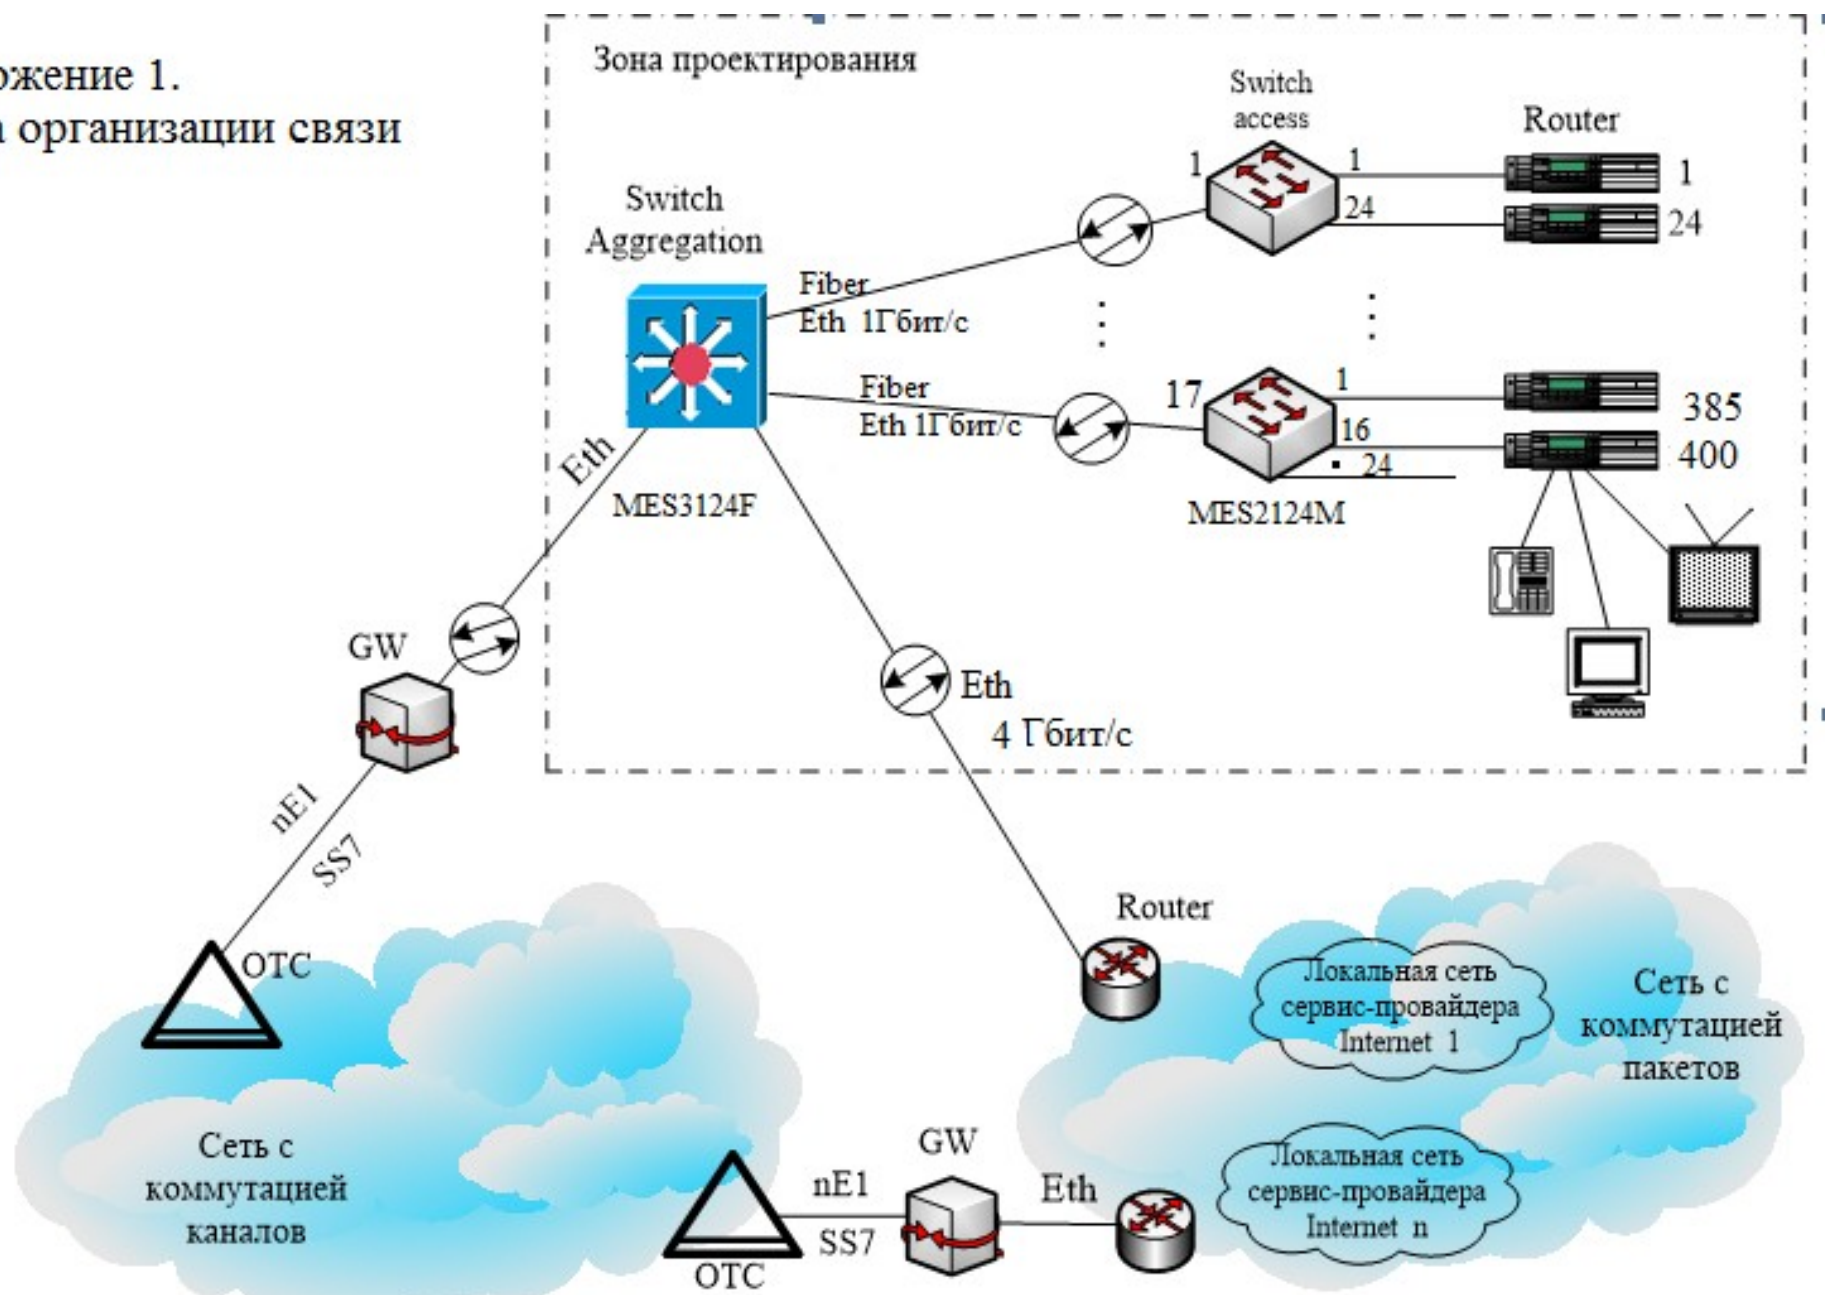 ожение 1.
организации связи
Зона проектирования
Switch
access
Router
1
1
24
1
24
Switch
Aggregation
Fiber
Eth 1Гбит/с
Fiber
Eth 1Гбит/с
17
1
16
24
385
400
MES3124F
MES2124M
Eth
GW
Eth
4 Гбит/с
nE1
SS7
ОТС
Router
Локальная сеть
сервис-провайдера
Internet 1
Сеть с
коммутацией
пакетов
Сеть с
коммутацией
каналов
GW
nE1
SS7
Eth
ОТС
Локальная сеть
сервис-провайдера
Internet n